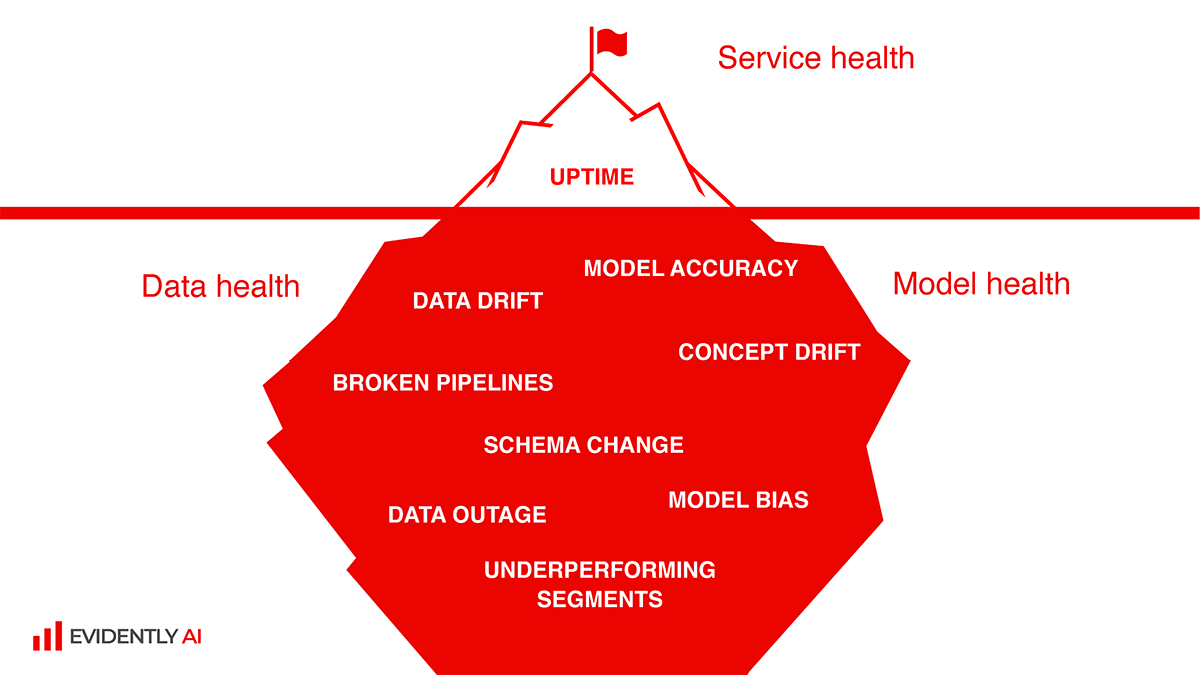 Service health
UPTIME
Data health
Model health
MODEL ACCURACY
DATA DRIFT
CONCEPT DRIFT
BROKEN PIPELINES
SCHEMA CHANGE
MODEL BIAS
DATA OUTAGE
UNDERPERFORMING
SEGMENTS
EVIDENTLY AI